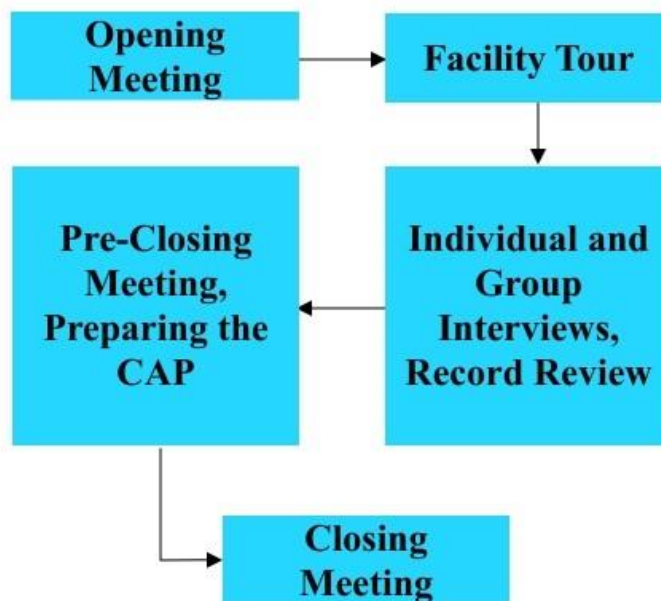 Opening
Meeting
Facility Tour
Individual and
Group
Interviews,
Record Review
Pre-Closing
Meeting,
Preparing the
CAP
Closing
Meeting